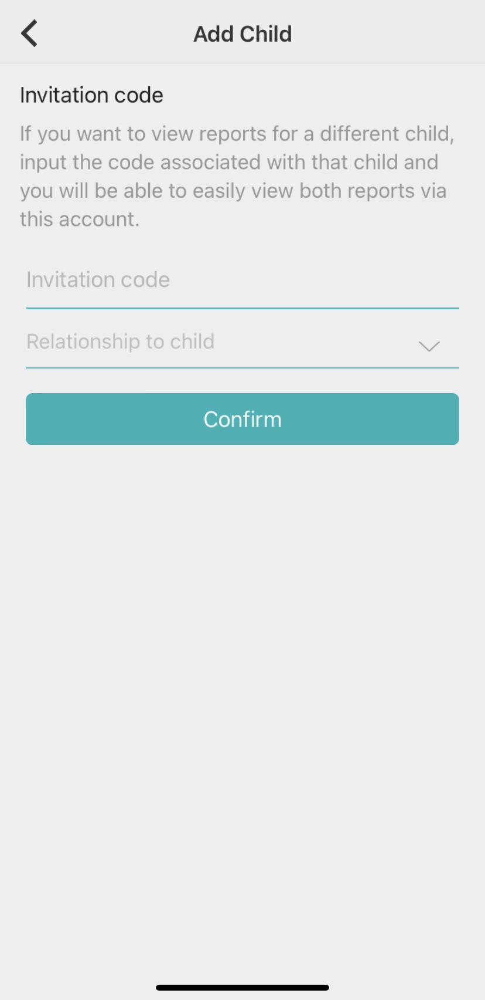 Add Child
Invitation code
If you want to view reports for a different child,
input the code associated with that child and
you will be able to easily view both reports via
this account.
Invitation code
Relationship to child
Confirm